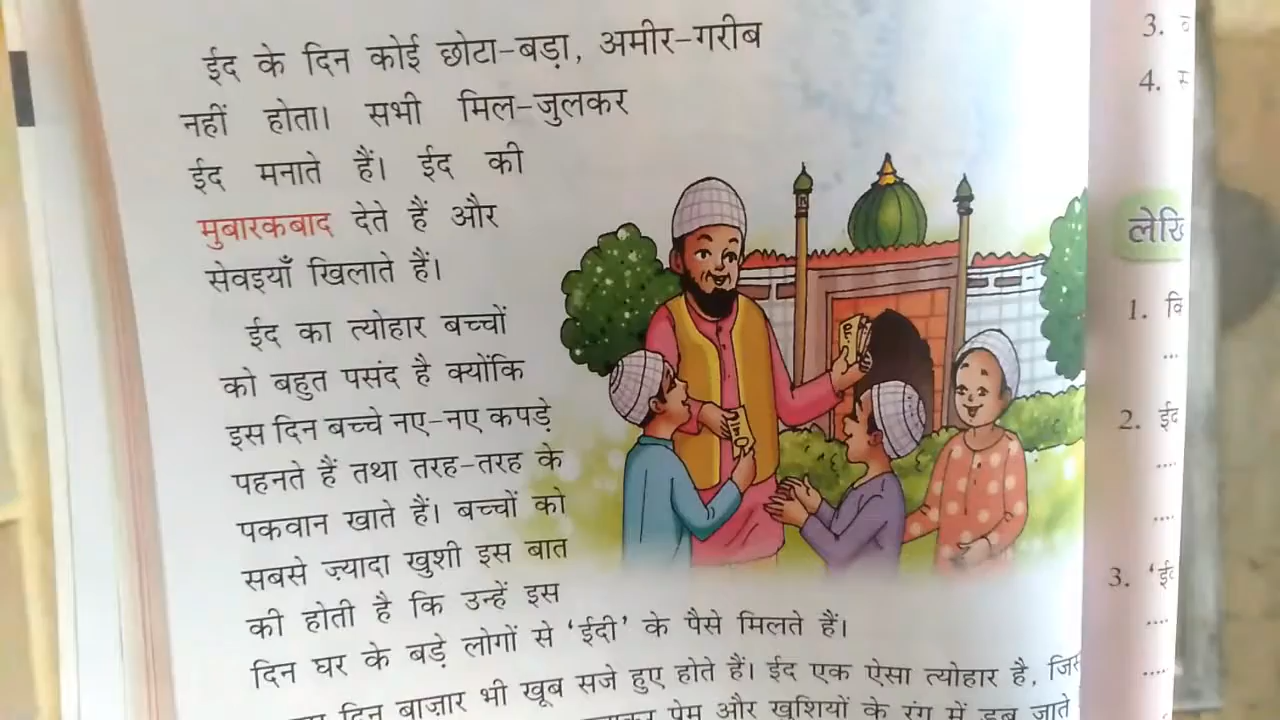 ईद के दिन कोई छोटा-बड़ा, अमीर-गरीब
नहीं होता। सभी मिल-जुलकर
ईद मनाते हैं। ईद की
मुबारकबाद देते हैं और
सेवइयाँ खिलाते हैं।
ईद का त्योहार बच्चों
को बहुत पसंद है क्योंकि
इस दिन बच्चे नए-नए कपड़े
पहनते हैं तथा तरह-तरह के
पकवान खाते हैं। बच्चों को
सबसे ज़्यादा खुशी इस बात
की होती है कि उन्हें इस
दिन घर के बड़े लोगों से ‘ईदी’ के पैसे मिलते हैं।
दिन बाज़ार भी खूब सजे हुए होते हैं। ईद एक ऐसा त्योहार है,
प्रेम और खुशियों के रंग में डूब जाते
3.
4.
1.
2. ईद
3.